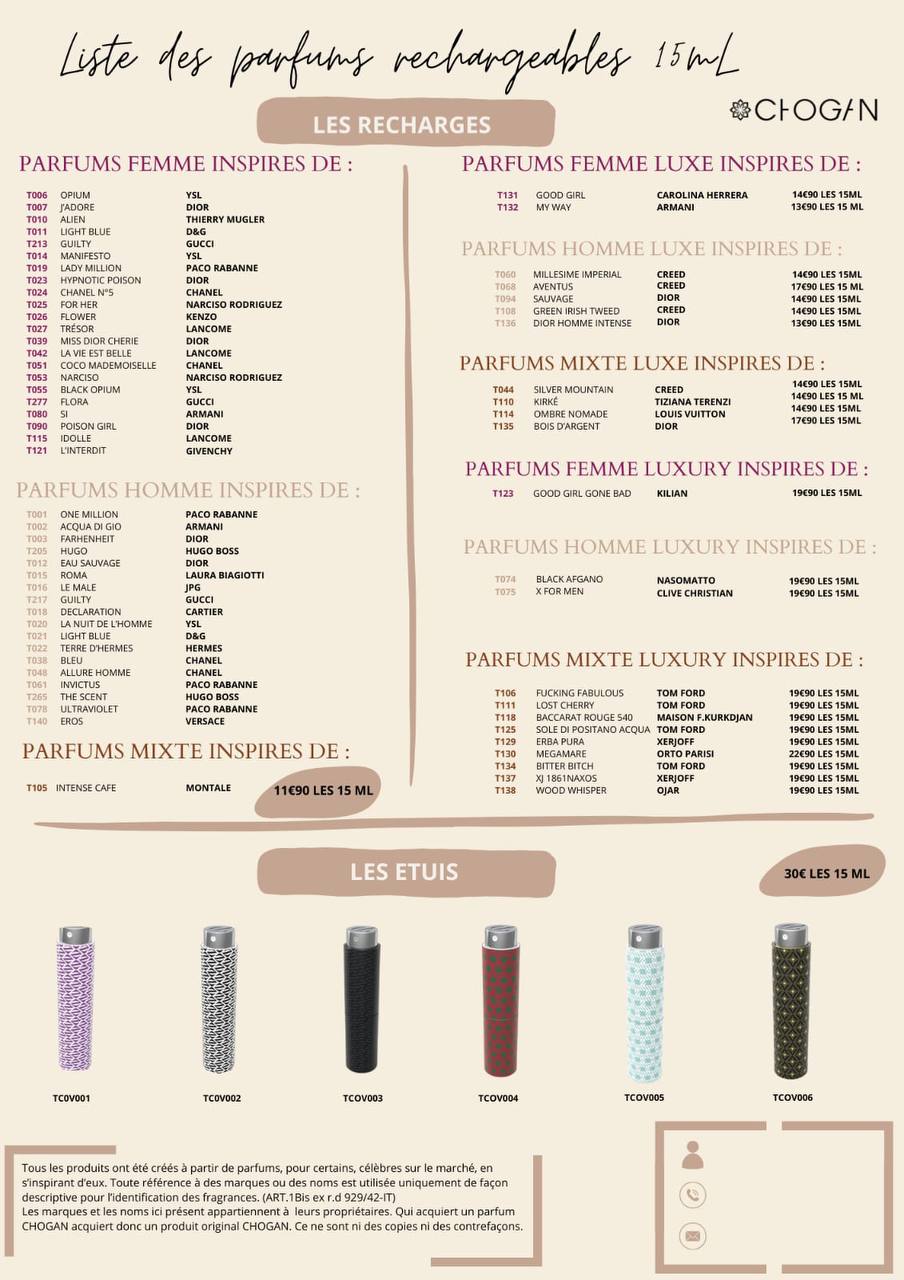 Liste des parfums rechargeables 15mL
LES RECHARGES
CHOGAN
PARFUMS FEMME INSPIRES DE :
T006 OPIUM YSL
T007 J'ADORE DIOR
T010 ALIEN THIERRY MUGLER
T011 LIGHT BLUE D&G
T213 GUILTY GUCCI
T014 MANIFESTO YSL
T019 LADY MILLION PACO RABANNE
T023 HYPNOTIC POISON DIOR
T024 CHANEL N°5 CHANEL
T025 FOR HER NARCISO RODRIGUEZ
T026 FLOWER KENZO
T027 TRÉSOR LANCOME
T039 MISS DIOR CHERIE DIOR
T042 LA VIE EST BELLE LANCOME
T051 COCO MADEMOISELLE CHANEL
T053 NARCISO NARCISO RODRIGUEZ
T055 BLACK OPIUM YSL
T277 FLORA GUCCI
T080 SI ARMANI
T090 POISON GIRL DIOR
T115 IDOLLE LANCOME
T121 L'INTERDIT GIVENCHY
PARFUMS HOMME INSPIRES DE :
T001 ONE MILLION PACO RABANNE
T002 ACQUA DI GIO ARMANI
T003 FARHENHEIT DIOR
T205 HUGO HUGO BOSS
T012 EAU SAUVAGE DIOR
T015 ROMA LAURA BIAGIOTTI
T016 LE MALE JPG
T217 GUILTY GUCCI
T018 DECLARATION CARTIER
T020 LA NUIT DE L'HOMME YSL
T021 LIGHT BLUE D&G
T022 TERRE D'HERMES HERMES
T038 BLEU CHANEL
T048 ALLURE HOMME CHANEL
T061 INVICTUS PACO RABANNE
T265 THE SCENT HUGO BOSS
T078 ULTRAVIOLET PACO RABANNE
T140 EROS VERSACE
PARFUMS MIXTE INSPIRES DE :
T105 INTENSE CAFE MONTALE
11€90 LES 15 ML
PARFUMS FEMME LUXE INSPIRES DE :
T131 GOOD GIRL CAROLINA HERRERA 14€90 LES 15ML
T132 MY WAY ARMANI 13€90 LES 15 ML
PARFUMS HOMME LUXE INSPIRES DE :
T060 MILLESIME IMPERIAL CREED 14€90 LES 15ML
T068 AVENTUS CREED 17€90 LES 15 ML
T094 SAUVAGE DIOR 14€90 LES 15ML
T108 GREEN IRISH TWEED CREED 14€90 LES 15ML
T136 DIOR HOMME INTENSE DIOR 13€90 LES 15ML
PARFUMS MIXTE LUXE INSPIRES DE :
T044 SILVER MOUNTAIN CREED 14€90 LES 15ML
T110 KIRKÉ TIZIANA TERENZI 14€90 LES 15 ML
T114 OMBRE NOMADE LOUIS VUITTON 14€90 LES 15ML
T135 BOIS D'ARGENT DIOR 17€90 LES 15ML
PARFUMS FEMME LUXURY INSPIRES DE :
T123 GOOD GIRL GONE BAD KILIAN 19€90 LES 15ML
PARFUMS HOMME LUXURY INSPIRES DE :
T074 BLACK AFGANO NASOMATTO 19€90 LES 15ML
T075 X FOR MEN CLIVE CHRISTIAN 19€90 LES 15ML
PARFUMS MIXTE LUXURY INSPIRES DE :
T106 FUCKING FABULOUS TOM FORD 19€90 LES 15ML
T111 LOST CHERRY TOM FORD 19€90 LES 15ML
T118 BACCARAT ROUGE 540 MAISON F.KURKDJAN 19€90 LES 15ML
T125 SOLE DI POSITANO ACQUA TOM FORD 19€90 LES 15ML
T129 ERBA PURA XERJOFF 19€90 LES 15ML
T130 MEGAMARE ORTO PARISI 22€90 LES 15ML
T134 BITTER BITCH TOM FORD 19€90 LES 15ML
T137 XJ 1861NAXOS XERJOFF 19€90 LES 15ML
T138 WOOD WHISPER OJAR 19€90 LES 15ML
LES ETUIS
30€ LES 15 ML
TC0V001 TC0V002 TCOV003 TCOV004 TCOV005 TCOV006
Tous les produits ont été créés à partir de parfums, pour certains, célèbres sur le marché, en
s'inspirant d'eux. Toute référence à des marques ou des noms est utilisée uniquement de façon
descriptive pour l'identification des fragrances. (ART.1Bis ex r.d 929/42-IT)
Les marques et les noms ici présent appartiennent à leurs propriétaires. Qui acquiert un parfum
CHOGAN acquiert donc un produit original CHOGAN. Ce ne sont ni des copies ni des contrefaçons.